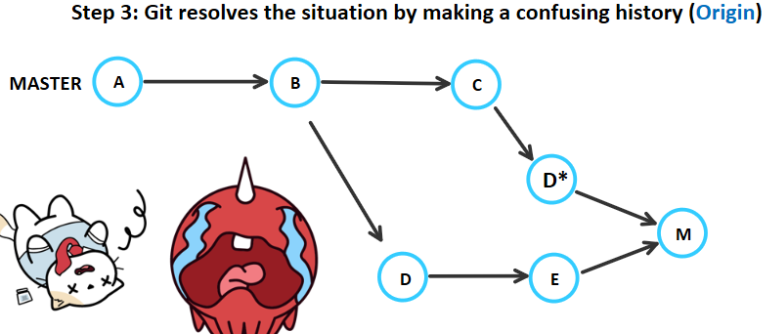 Step 3: Git resolves the situation by making a confusing history (Origin)
MASTER A B C
D*
M
D E